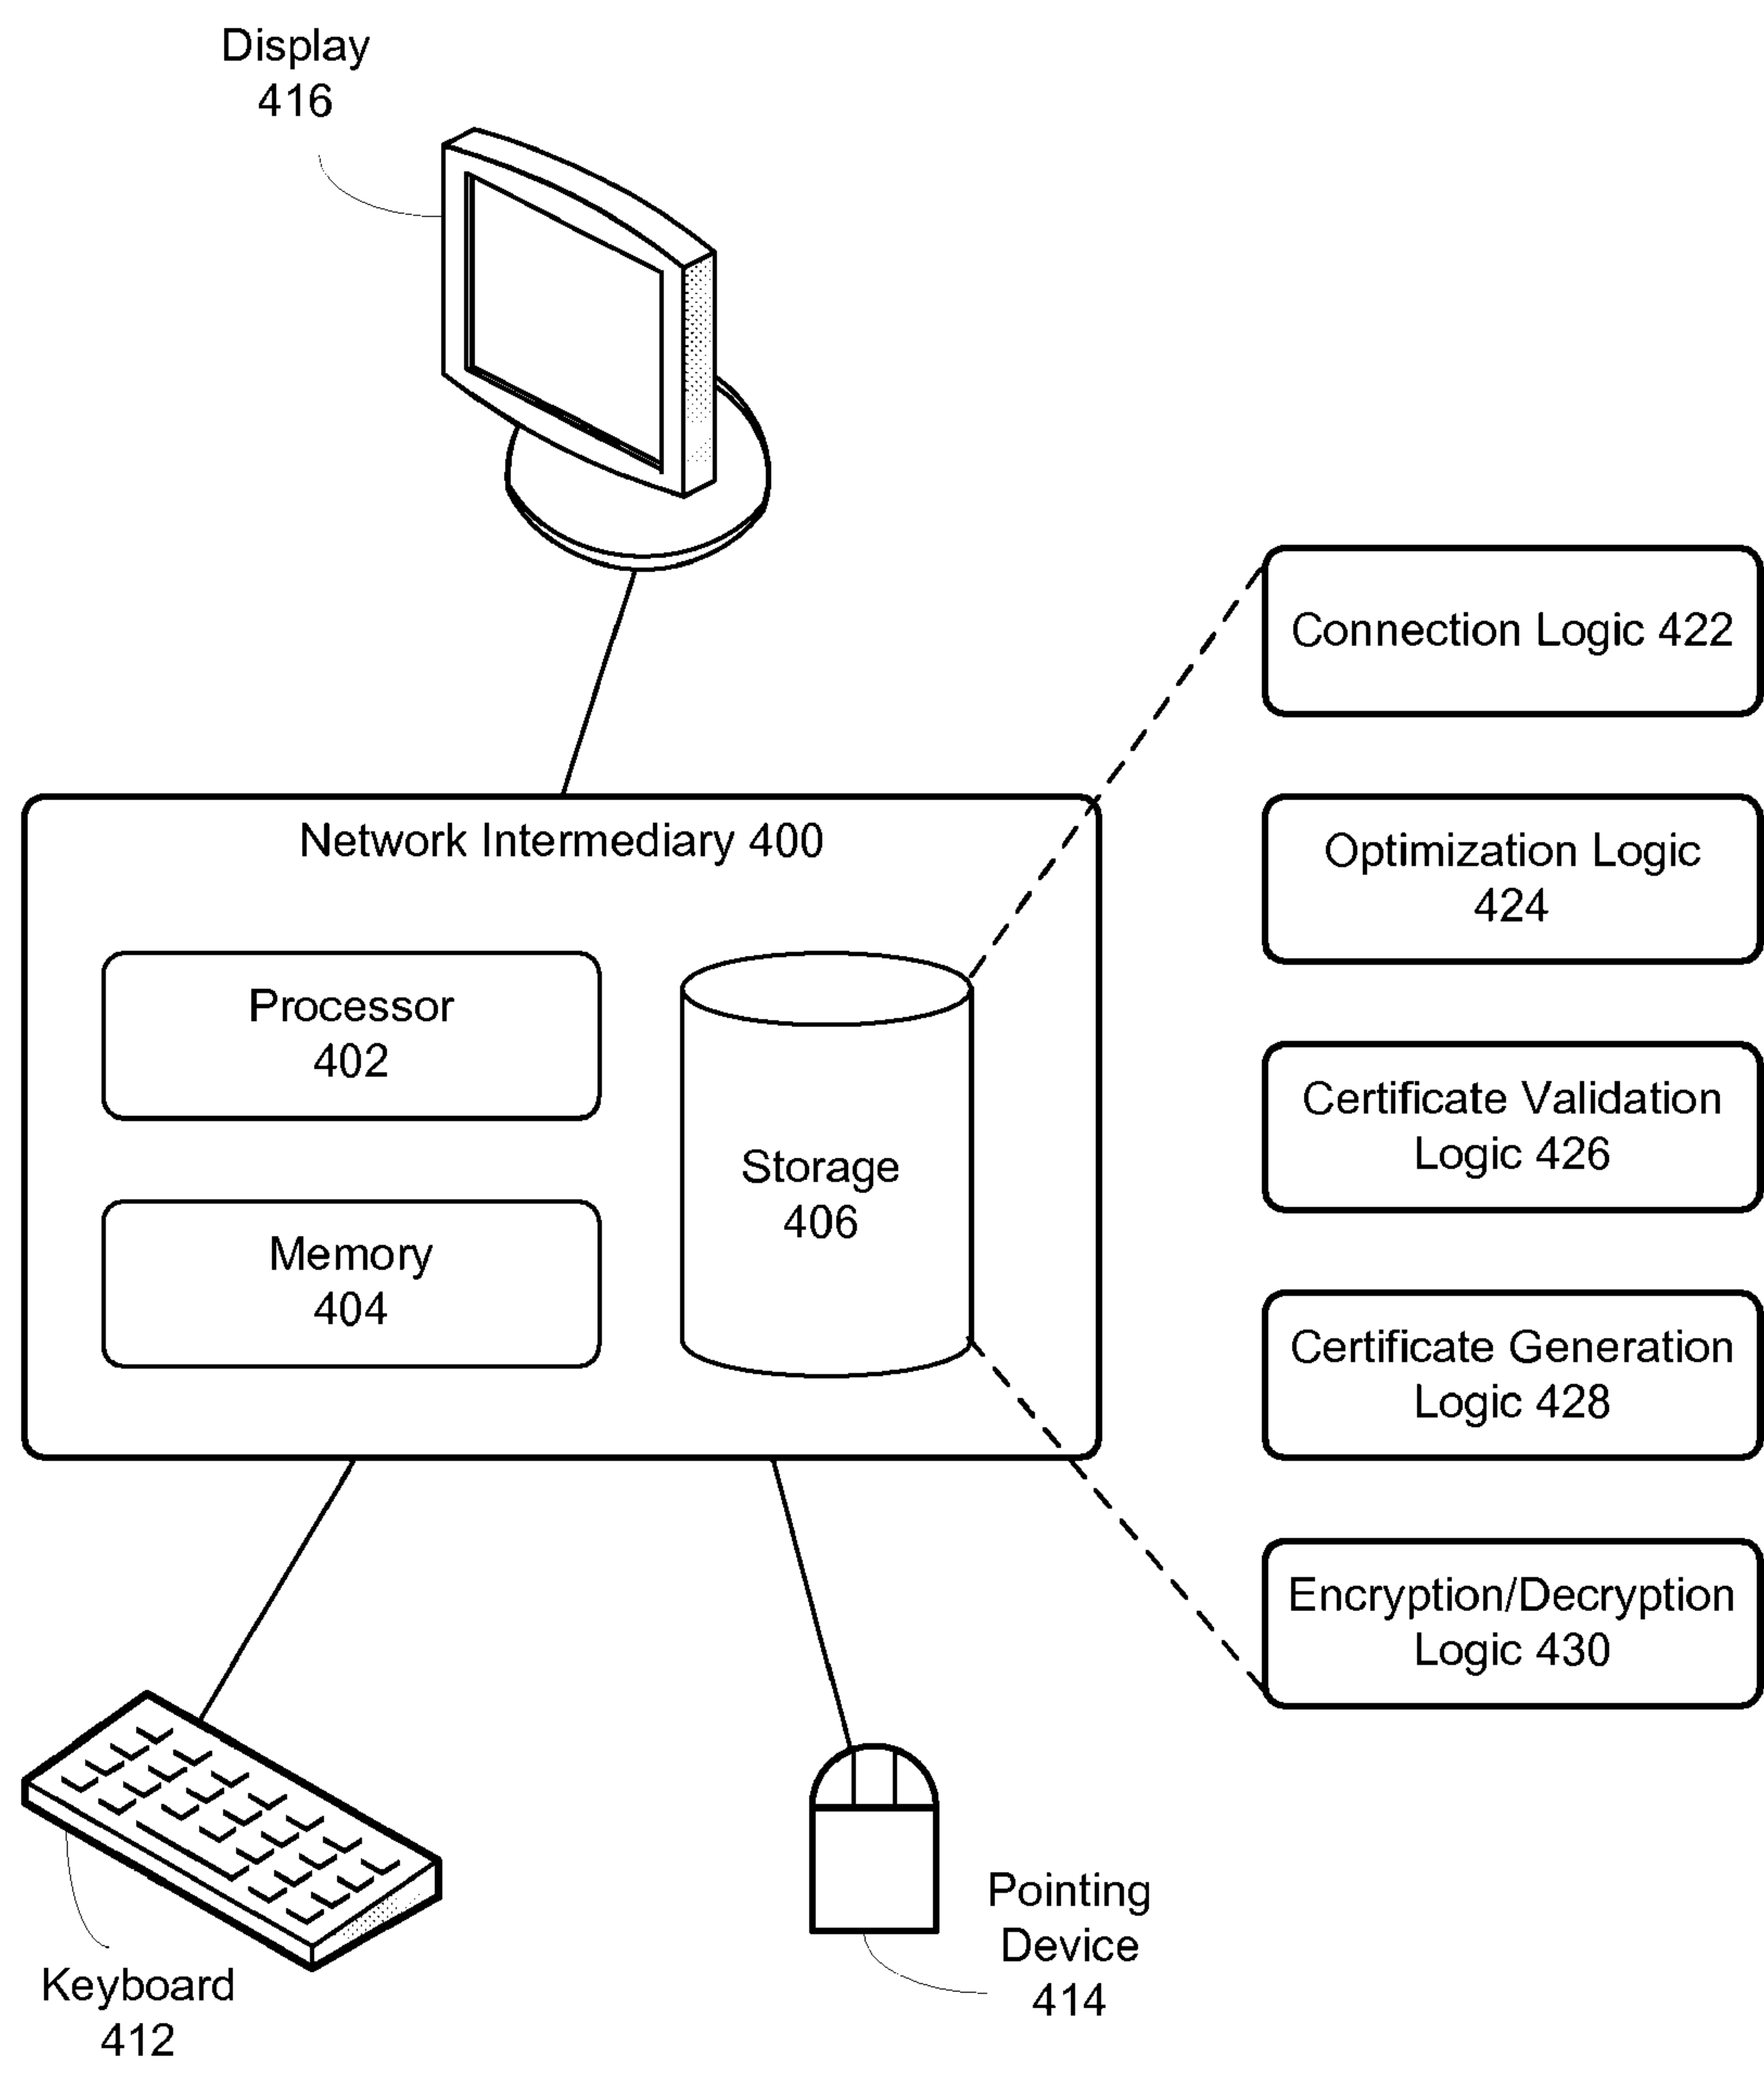 Display
416
Connection Logic 422
Network Intermediary 400
Optimization Logic
424
Processor
402
Memory
404
Storage
406
Certificate Validation
Logic 426
Certificate Generation
Logic 428
Encryption/Decryption
Logic 430
Keyboard
412
Pointing
Device
414